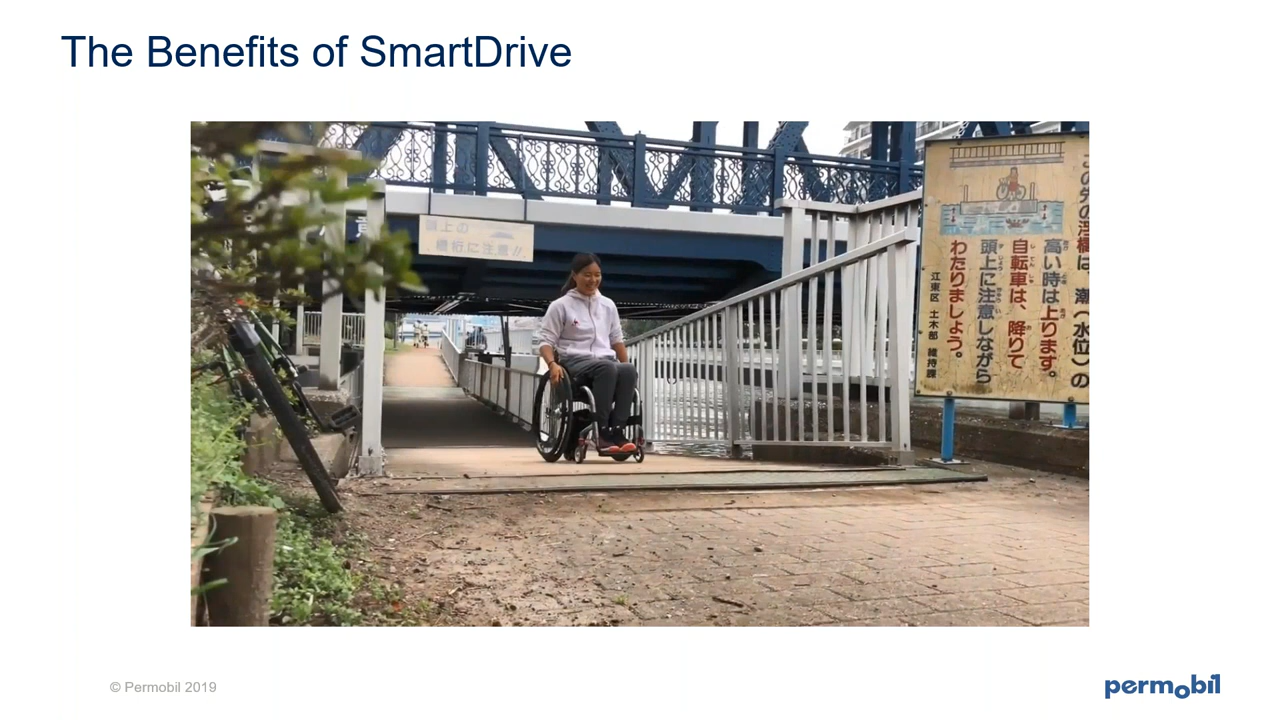 The Benefits of SmartDrive
頭上の
橋桁に注意!!
この先の浮橋は、潮(水位)の
高い時は上ります。
自転車は、降りて
頭上に注意しながら
わたりましょう。
江東区 土木部 維持課
© Permobil 2019
permobil